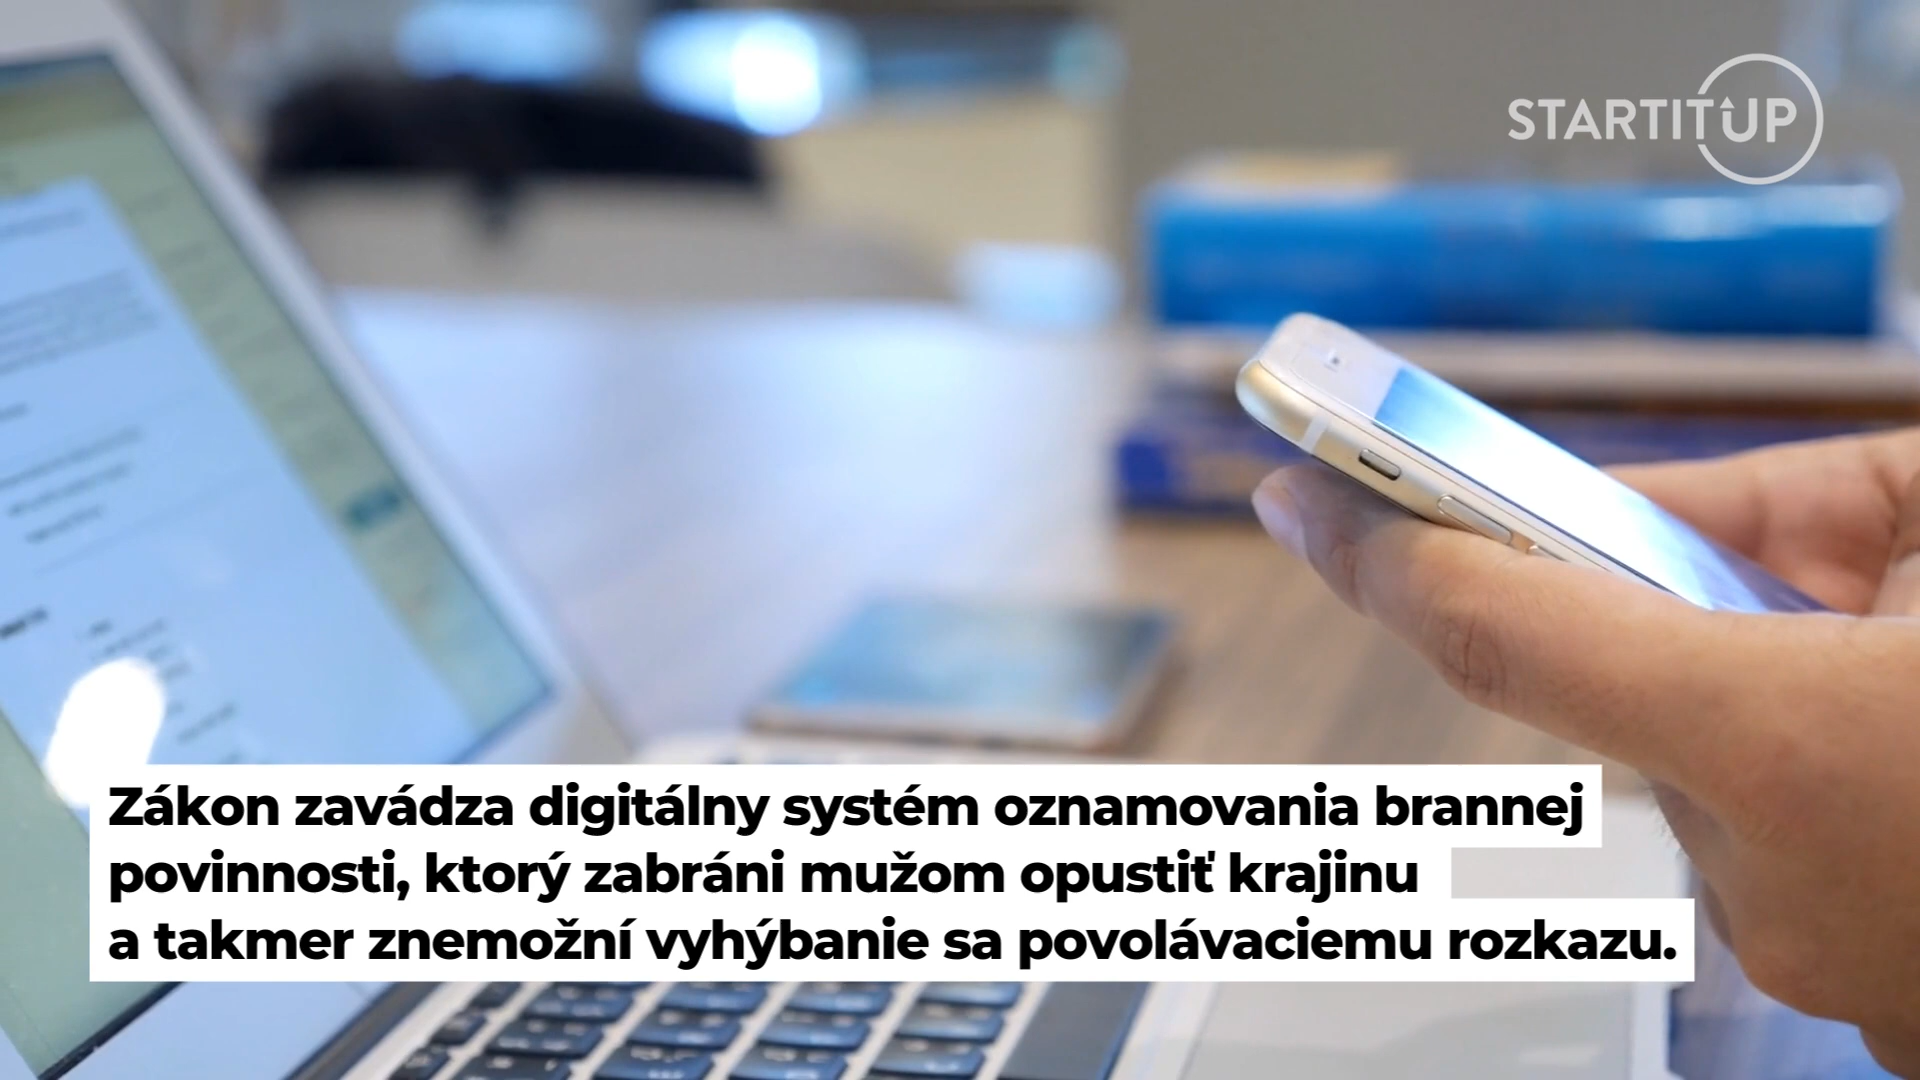 STARTITUP
Zákon zavádza digitálny systém oznamovania brannej
povinnosti, ktorý zabráni mužom opustiť krajinu
a takmer znemožní vyhýbanie sa povolávaciemu rozkazu.